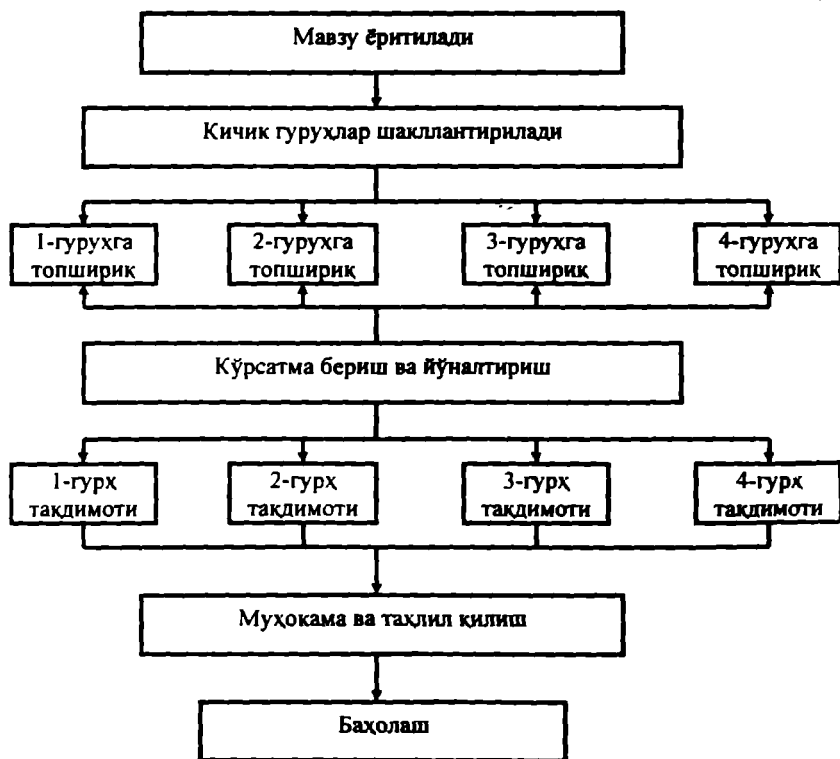 Мавзу ёритилади
Кичик гуруҳлар шакллантирилади
1-гуруҳга
топшириқ
2-гуруҳга
топшириқ
3-гуруҳга
топшириқ
4-гуруҳга
топшириқ
Кўрсатма бериш ва йўналтириш
1-гурҳ
тақдимоти
2-гурҳ
тақдимоти
3-гурҳ
тақдимоти
4-гурҳ
тақдимоти
Муҳокама ва таҳлил қилиш
Баҳолаш